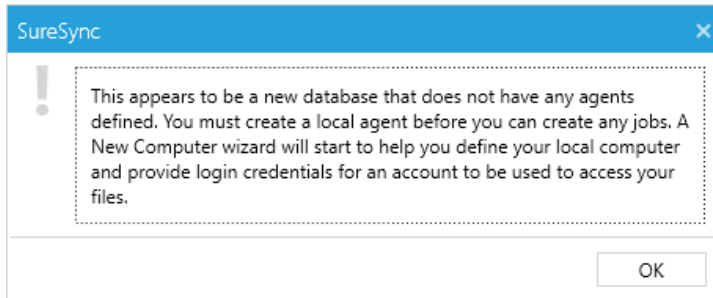 SureSync
This appears to be a new database that does not have any agents
defined. You must create a local agent before you can create any jobs. A
New Computer wizard will start to help you define your local computer
and provide login credentials for an account to be used to access your
files.
OK